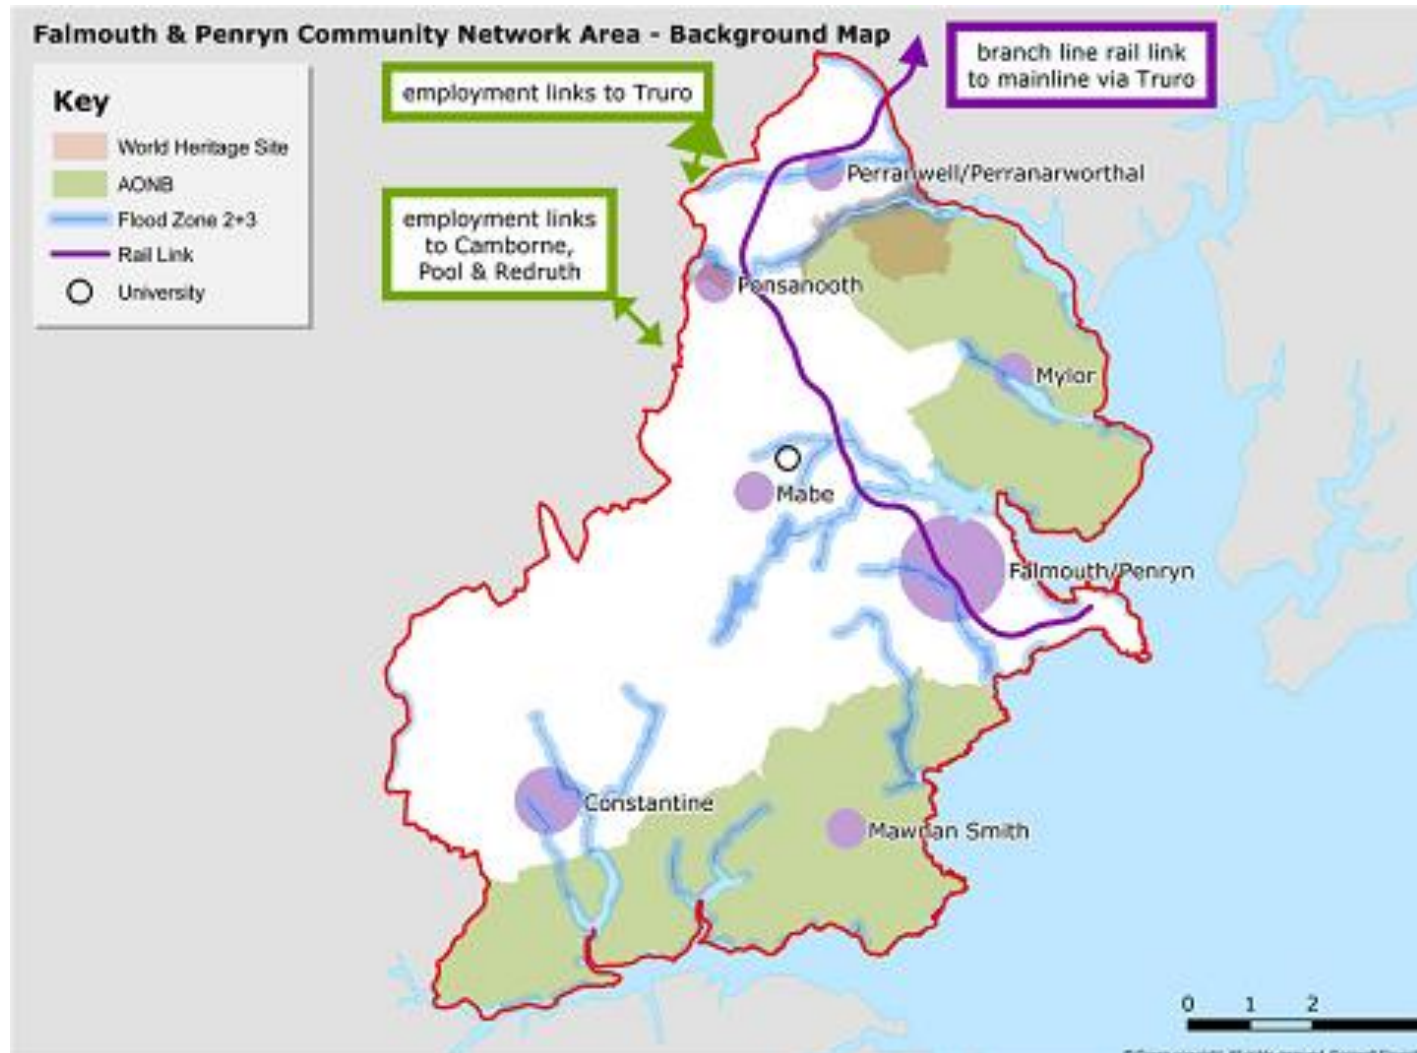 Falmouth & Penryn Community Network Area - Background Map
Key
World Heritage Site
AONB
Flood Zone 2+3
Rail Link
University
employment links to Truro
branch line rail link
to mainline via Truro
employment links
to Camborne,
Pool & Redruth
Perranwell/Perranarworthal
Ponsanooth
Mylor
Mabe
Falmouth/Penryn
Constantine
Mawnan Smith
0 1 2